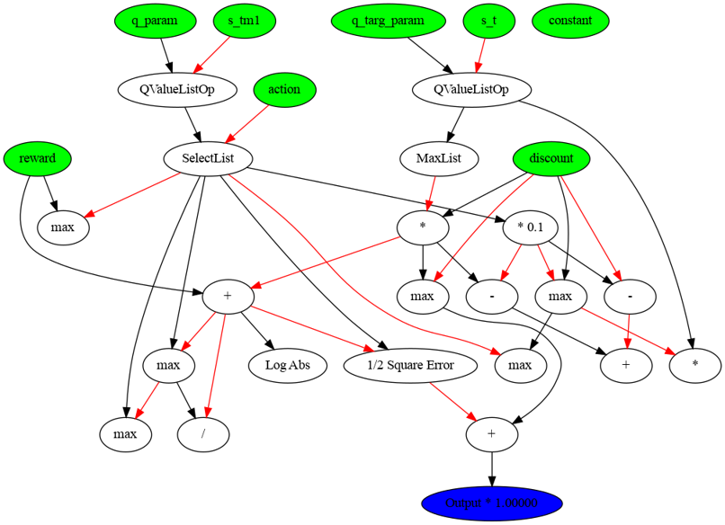 q_param
s_tm1
q_targ_param
s_t
constant
QValueListOp
action
QValueListOp
reward
SelectList
MaxList
discount
max
*
* 0.1
+
max
-
max
-
max
Log Abs
1/2 Square Error
max
+
*
max
/
+
Output * 1.00000